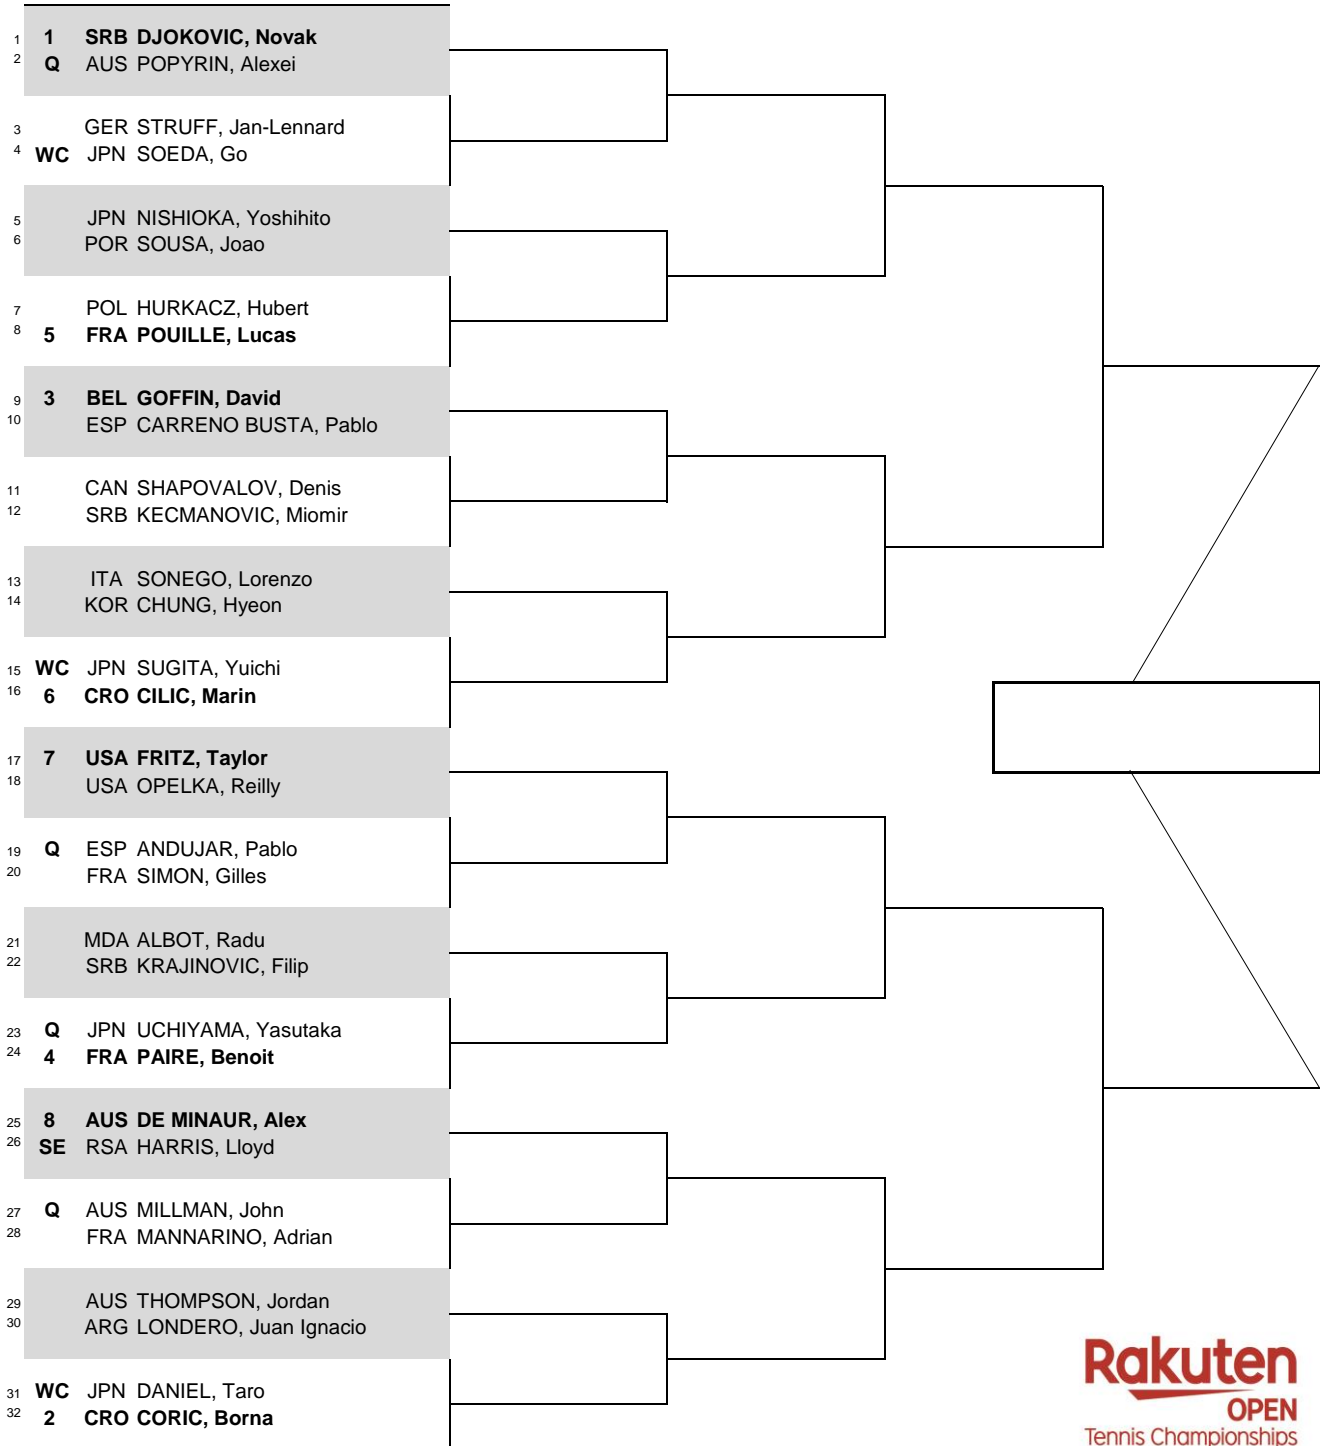 1 1 SRB DJOKOVIC, Novak
2 Q AUS POPYRIN, Alexei
3 GER STRUFF, Jan-Lennard
4 WC JPN SOEDA, Go
5 JPN NISHIOKA, Yoshihito
6 POR SOUSA, Joao
7 POL HURKACZ, Hubert
8 5 FRA POUILLE, Lucas
9 3 BEL GOFFIN, David
10 ESP CARRENO BUSTA, Pablo
11 CAN SHAPOVALOV, Denis
12 SRB KECMANOVIC, Miomir
13 ITA SONEGO, Lorenzo
14 KOR CHUNG, Hyeon
15 WC JPN SUGITA, Yuichi
16 6 CRO CILIC, Marin
17 7 USA FRITZ, Taylor
18 USA OPELKA, Reilly
19 Q ESP ANDUJAR, Pablo
20 FRA SIMON, Gilles
21 MDA ALBOT, Radu
22 SRB KRAJINOVIC, Filip
23 Q JPN UCHIYAMA, Yasutaka
24 4 FRA PAIRE, Benoit
25 8 AUS DE MINAUR, Alex
26 SE RSA HARRIS, Lloyd
27 Q AUS MILLMAN, John
28 FRA MANNARINO, Adrian
29 AUS THOMPSON, Jordan
30 ARG LONDERO, Juan Ignacio
31 WC JPN DANIEL, Taro
32 2 CRO CORIC, Borna
Rakuten
OPEN
Tennis Championships